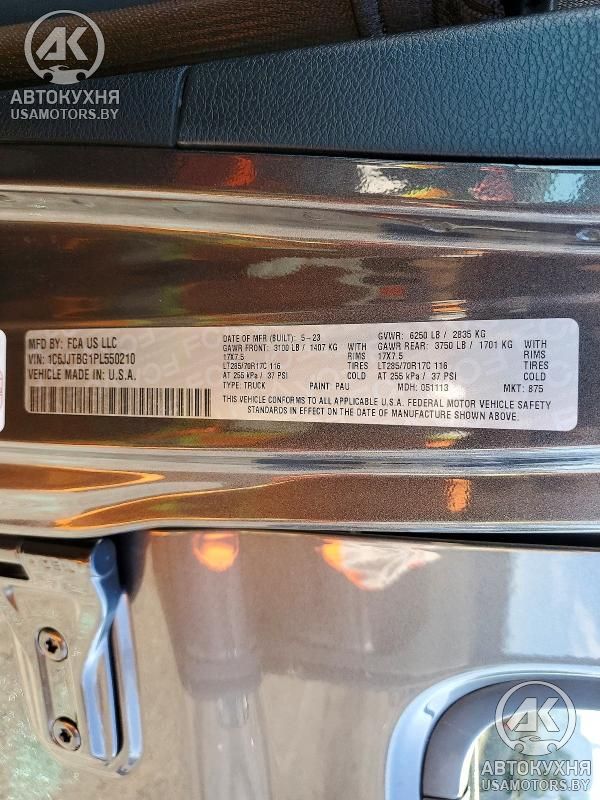 АК
АВТОКУХНЯ
USAMOTORS.BY
MFD BY: FCA US LLC
VIN: 1C6JJTBG1PL550210
VEHICLE MADE IN U.S.A.
DATE OF MFR (BUILT): 5-23 GVWR: 6250 LB / 2835 KG
GAWR FRONT: 3100 LB / 1407 KG GAWR REAR: 3750 LB / 1701 KG
17X7.5 WITH 17X7.5 WITH
LT285/70R17C 116 TIRES LT285/70R17C 116 TIRES
AT 255 kPa / 37 PSI COLD AT 255 kPa / 37 PSI COLD
TYPE: TRUCK PAINT: PAU MDH: 051113 MKT: 875
THIS VEHICLE CONFORMS TO ALL APPLICABLE U.S.A. FEDERAL MOTOR VEHICLE SAFETY
STANDARDS IN EFFECT ON THE DATE OF MANUFACTURE SHOWN ABOVE.
АК
АВТОКУХНЯ
USAMOTORS.BY